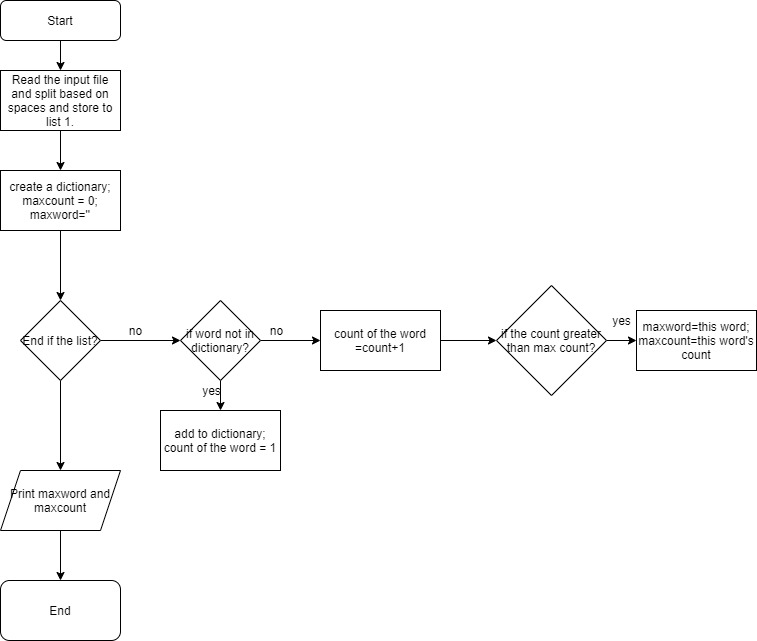 Start
Read the input file
and split based on
spaces and store to
list 1.
create a dictionary;
maxcount = 0;
maxword=''
End if the list?
no
if word not in
dictionary?
no
count of the word
=count+1
if the count greater
than max count?
yes
maxword=this word;
maxcount=this word's
count
yes
add to dictionary;
count of the word = 1
Print maxword and
maxcount
End